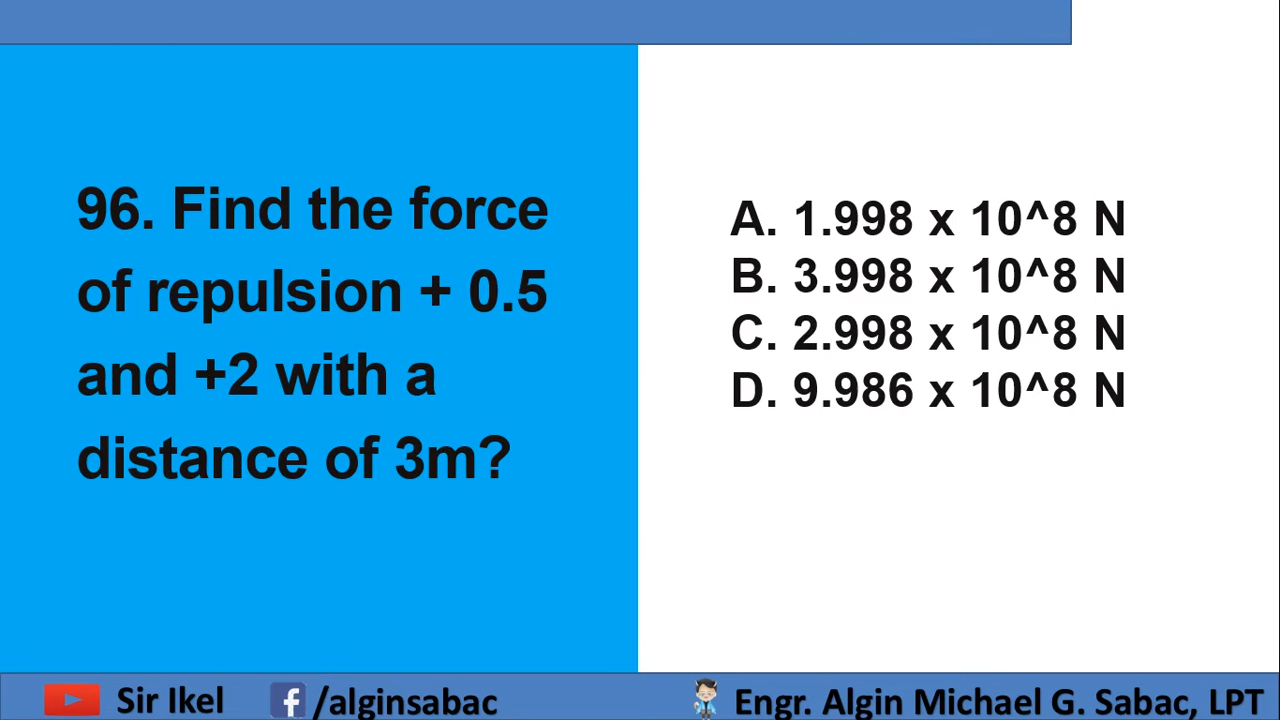 96. Find the force
of repulsion + 0.5
and +2 with a
distance of 3m?
A. 1.998 x 10^8 N
B. 3.998 x 10^8 N
C. 2.998 x 10^8 N
D. 9.986 x 10^8 N
Sir Ikel
/alginsabac
Engr. Algin Michael G. Sabac, LPT